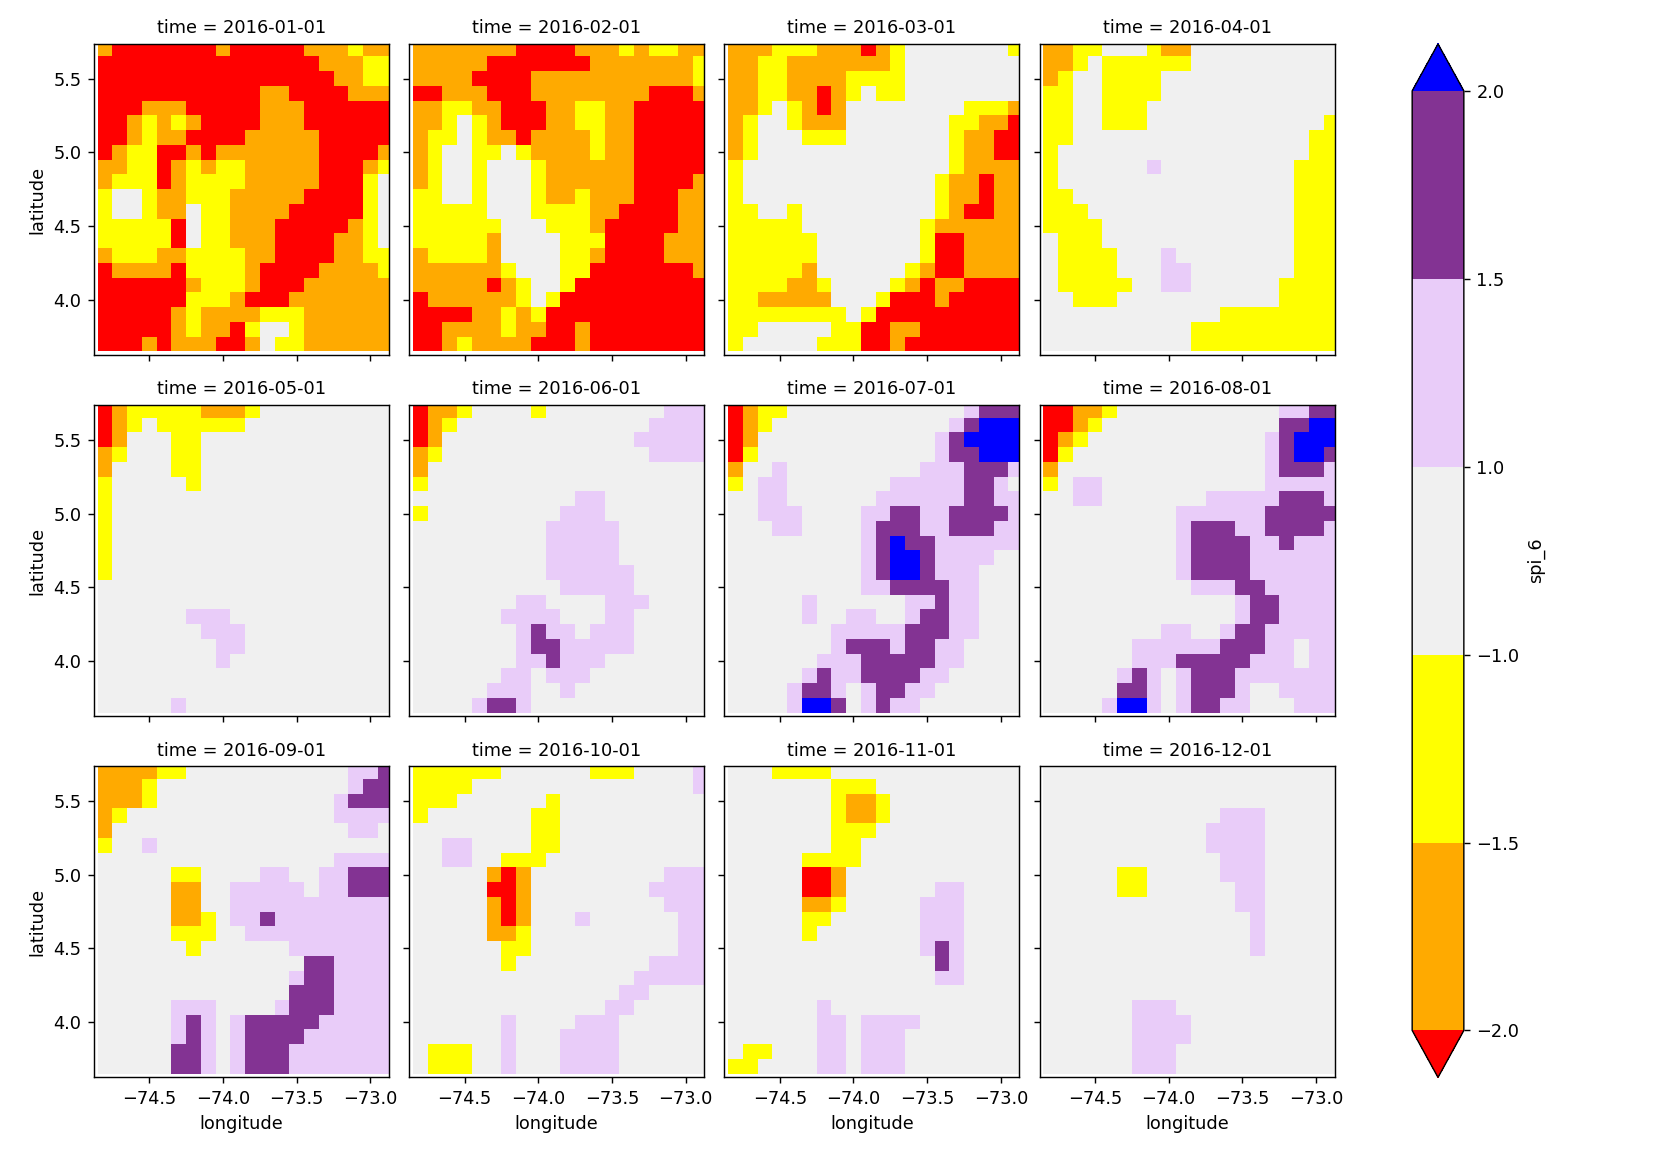 time = 2016-01-01
time = 2016-02-01
time = 2016-03-01
time = 2016-04-01
5.5
5.0
4.5
4.0
latitude
time = 2016-05-01
time = 2016-06-01
time = 2016-07-01
time = 2016-08-01
5.5
5.0
4.5
4.0
latitude
time = 2016-09-01
time = 2016-10-01
time = 2016-11-01
time = 2016-12-01
5.5
5.0
4.5
4.0
latitude
−74.5 −74.0 −73.5 −73.0
longitude
−74.5 −74.0 −73.5 −73.0
longitude
−74.5 −74.0 −73.5 −73.0
longitude
−74.5 −74.0 −73.5 −73.0
longitude
2.0
1.5
1.0
−1.0
−1.5
−2.0
spi_6